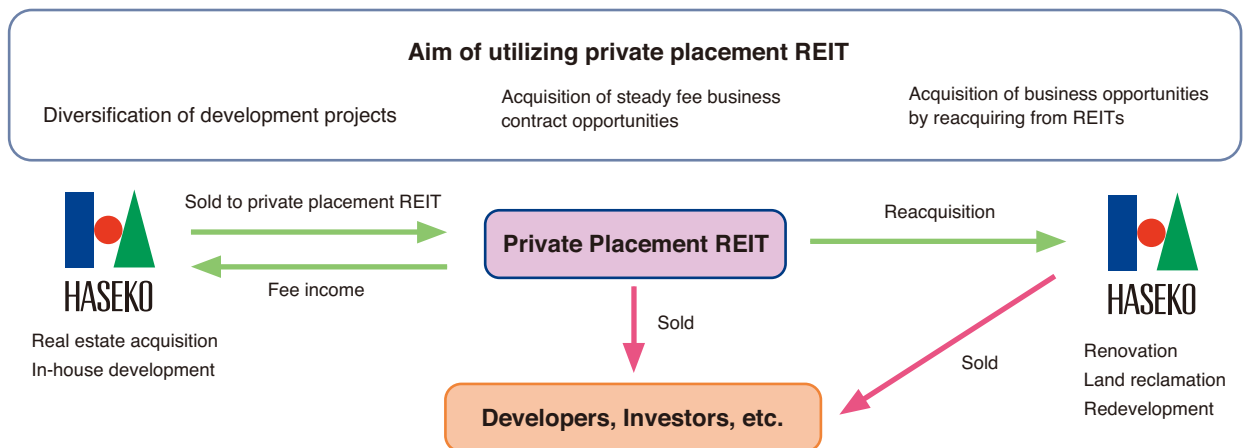 Aim of utilizing private placement REIT
Diversification of development projects
Acquisition of steady fee business
contract opportunities
Acquisition of business opportunities
by reacquiring from REITs
HASEKO
Real estate acquisition
In-house development
Sold to private placement REIT
Fee income
Private Placement REIT
Sold
Developers, Investors, etc.
Reacquisition
Sold
HASEKO
Renovation
Land reclamation
Redevelopment